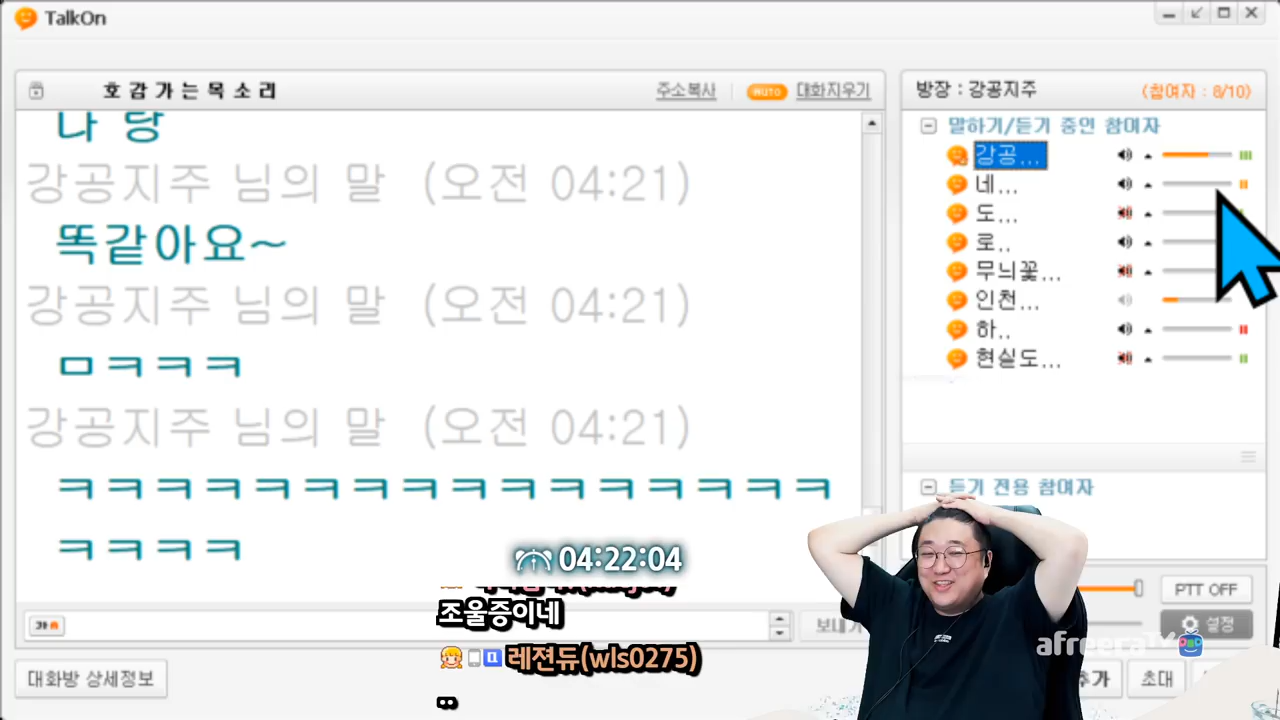 TalkOn
호 감 가 는 목 소 리
주소복사
AUTO
대화지우기
나 당
강공지주 님의 말 (오전 04:21)
똑같아요~
강공지주 님의 말 (오전 04:21)
ㅁㅋㅋㅋ
강공지주 님의 말 (오전 04:21)
ㅋㅋㅋㅋㅋㅋㅋㅋㅋㅋㅋㅋㅋㅋㅋㅋ
ㅋㅋㅋㅋ
가
보내기
대화방 상세정보
방장 : 강공지주
(참여자 : 8/10)
말하기/듣기 중인 참여자
강공...
네...
도...
로..
무늬꽃...
인천...
하..
현실도...
듣기 전용 참여자
PTT OFF
설정
초대
04:22:04
조울증이네
레젼듀(wls0275)
..
afreecaTV